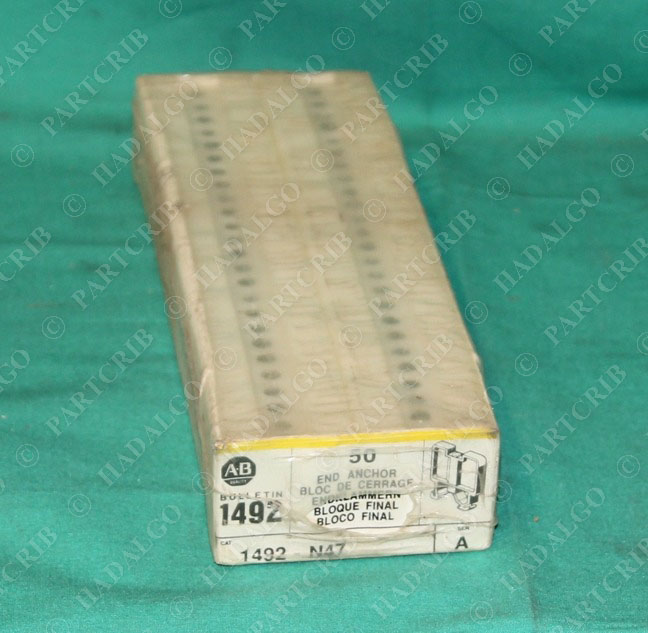 A-B
QUALITY
BULLETIN
1492
50
END ANCHOR
BLOC DE CERRAGE
ENDKLAMMERN
BLOQUE FINAL
BLOCO FINAL
CAT
1492 N47
SER
A
© HADALGO
PARTCRIB